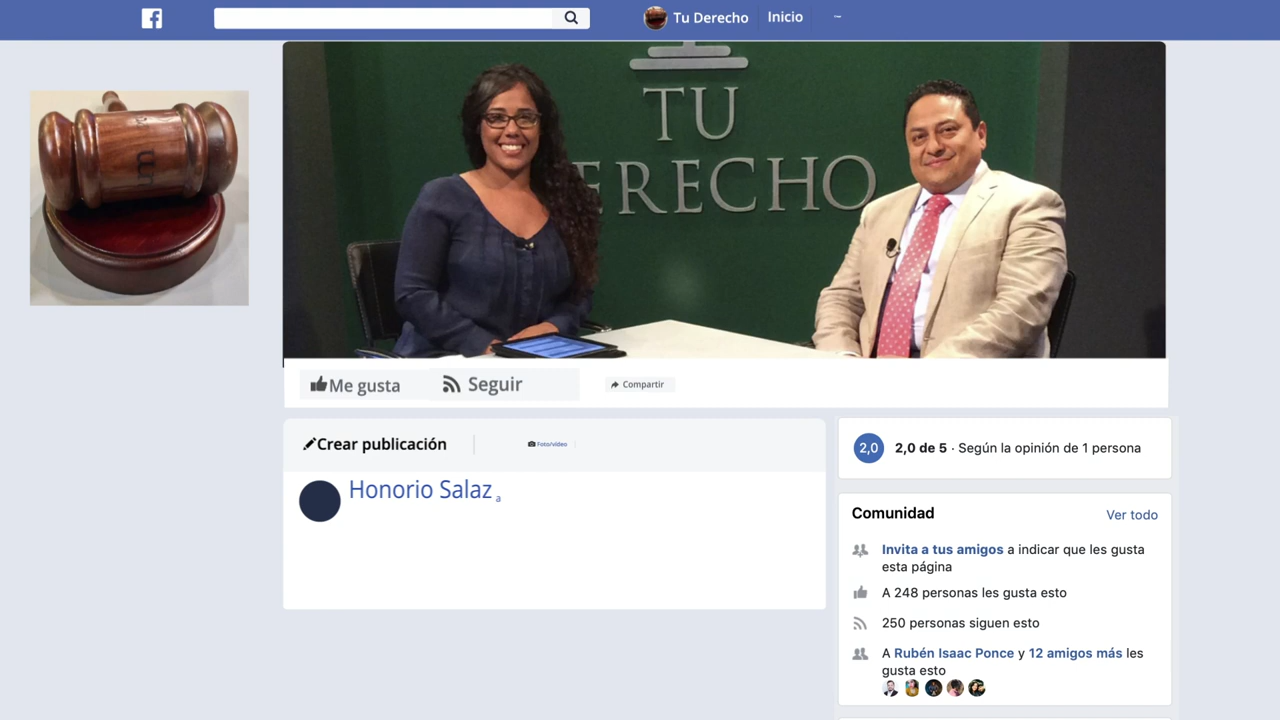 Tu Derecho
Inicio
TU
DERECHO
Me gusta
Seguir
Compartir
Crear publicación
Foto/vídeo
Honorio Salaz a
2,0
2,0 de 5 · Según la opinión de 1 persona
Comunidad
Ver todo
Invita a tus amigos a indicar que les gusta
esta página
A 248 personas les gusta esto
250 personas siguen esto
A Rubén Isaac Ponce y 12 amigos más les
gusta esto